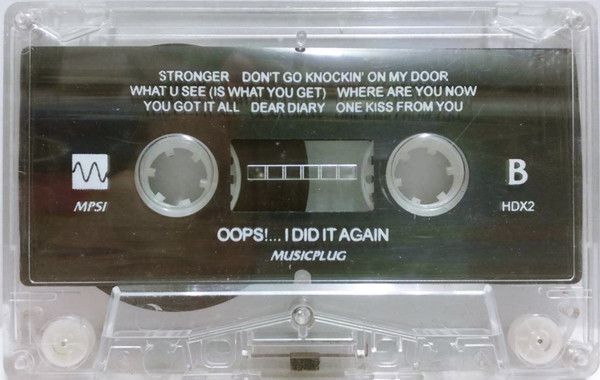 STRONGER DON'T GO KNOCKIN' ON MY DOOR
WHAT U SEE (IS WHAT YOU GET) WHERE ARE YOU NOW
YOU GOT IT ALL DEAR DIARY ONE KISS FROM YOU
MPSI
B
HDX2
OOPS!... I DID IT AGAIN
MUSICPLUG